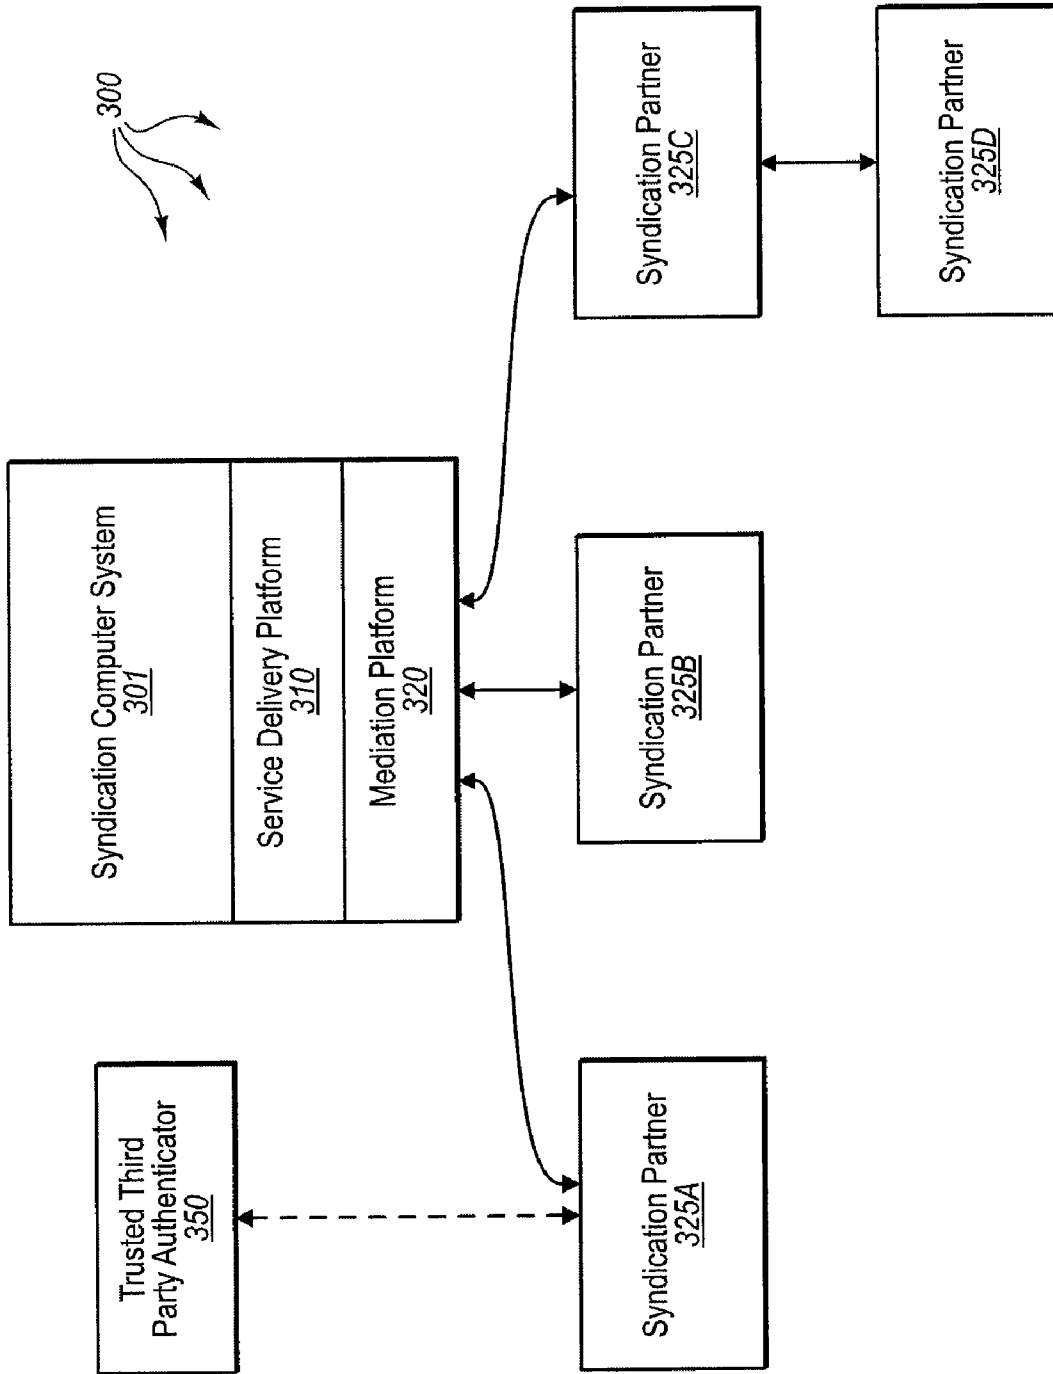 300
Trusted Third
Party Authenticator
350
Syndication Computer System
301
Service Delivery Platform
310
Mediation Platform
320
Syndication Partner
325A
Syndication Partner
325B
Syndication Partner
325C
Syndication Partner
325D